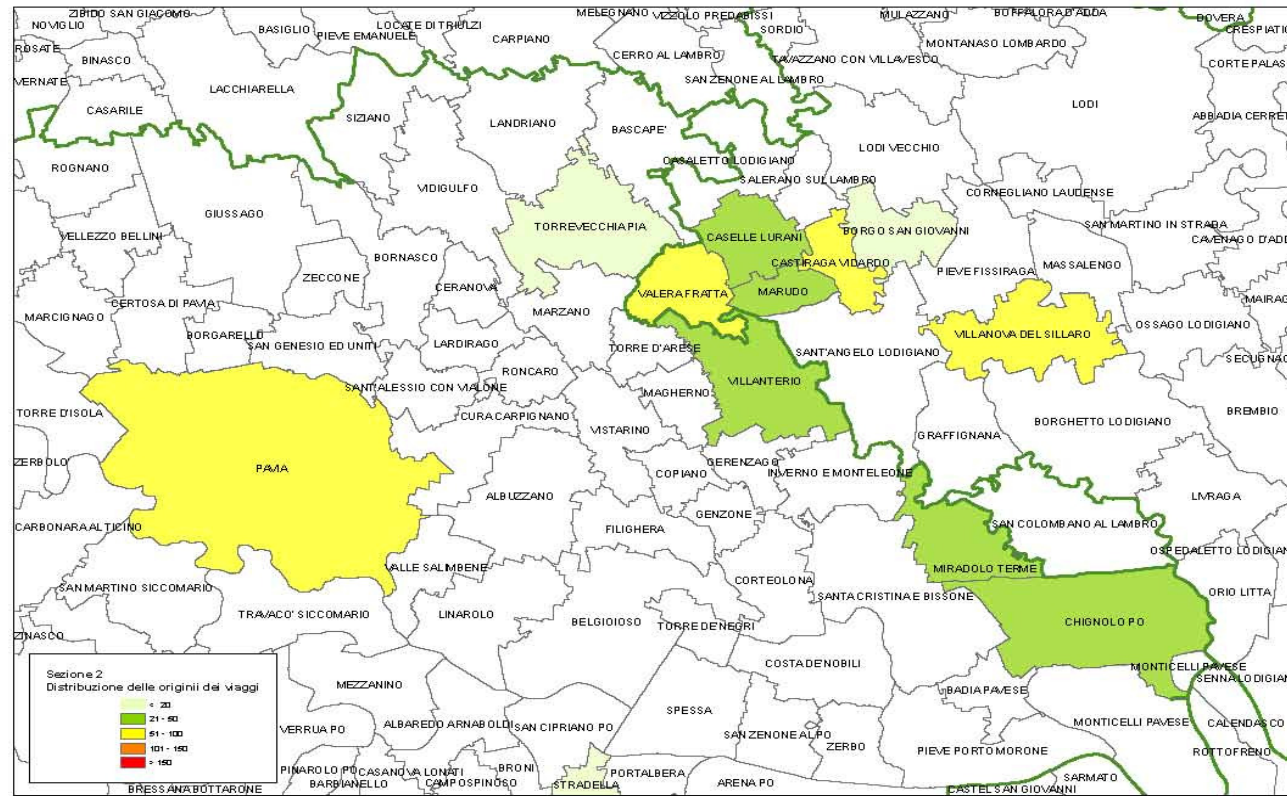 ZIBIDO SAN GIACOMO
NOVIGLIO
BASIGLIO
LOCATE DI TRIULZI
PIEVE EMANUELE
CARPIANO
MELEGNANO
VIZZOLO PREDABISSI
SORDIO
MULAZZANO
BOFFALORA D'ADDA
DOVERA
CRESPIATIC
ROSATE
BINASCO
CERRO AL LAMBRO
TAVAZZANO CON VILLAVESCO
MONTANASO LOMBARDO
CORTE PALAS
VERNATE
LACCHIARELLA
SAN ZENONE AL LAMBRO
CASARILE
SIZIANO
LANDRIANO
BASCAPE'
LODI
ABBADIA CERRET
ROGNANO
VIDIGULFO
CASALETTO LODIGIANO
LODI VECCHIO
SALERANO SUL LAMBRO
CORNEGLIANO LAUDENSE
GIUSSAGO
TORREVECCHIA PIA
CASELLE LURANI
BORGO SAN GIOVANNI
SAN MARTINO IN STRADA
VELLEZZO BELLINI
BORNASCO
CAVENAGO D'ADD
ZECCONE
CERANOVA
CASTIRAGA VIDARDO
PIEVE FISSIRAGA
MASSALENGO
CERTOSA DI PAVIA
VALERA FRATTA
MARUDO
MAIRAG
MARCIGNAGO
MARZANO
BORGARELLO
SAN GENESIO ED UNITI
LARDIRAGO
VILLANOVA DEL SILLARO
OSSAGO LODIGIANO
TORRE D'ARESE
SANT'ANGELO LODIGIANO
SECUGNAG
SANT'ALESSIO CON VIALONE
RONCARO
VILLANTERIO
MAGHERNO
TORRE D'ISOLA
CURA CARPIGNANO
VISTARINO
GRAFFIGNANA
BORGHETTO LODIGIANO
BREMBIO
ZERBOLO'
PAVIA
COPIANO
GERENZAGO
INVERNO E MONTELEONE
ALBUZZANO
LIVRAGA
CARBONARA AL TICINO
FILIGHERA
GENZONE
SAN COLOMBANO AL LAMBRO
OSPEDALETTO LODIGIAN
VALLE SALIMBENE
MIRADOLO TERME
SAN MARTINO SICCOMARIO
CORTEOLONA
SANTA CRISTINA E BISSONE
ORIO LITTA
TRAVACO' SICCOMARIO
LINAROLO
BELGIOIOSO
TORRE DE'NEGRI
CHIGNOLO PO
ZINASCO
COSTA DE'NOBILI
MONTICELLI PAVESE
SENNA LODIGIAN
MEZZANINO
BADIA PAVESE
SPESSA
VERRUA PO
ALBAREDO ARNABOLDI
SAN CIPRIANO PO
SAN ZENONE AL PO
ZERBO
MONTICELLI PAVESE
CALENDASCO
PIEVE PORTO MORONE
ROTTOFRENO
PINAROLO PO
CASANOVA LONATI
BRONI
PORTALBERA
SARMATO
BARBIANELLO
CAMPOSPINOSO
STRADELLA
ARENA PO
CASTEL SAN GIOVANNI
BRESSANA BOTTARONE
Sezione 2
Distribuzione delle originii dei viaggi
< 20
21 - 50
51 - 100
101 - 150
> 150